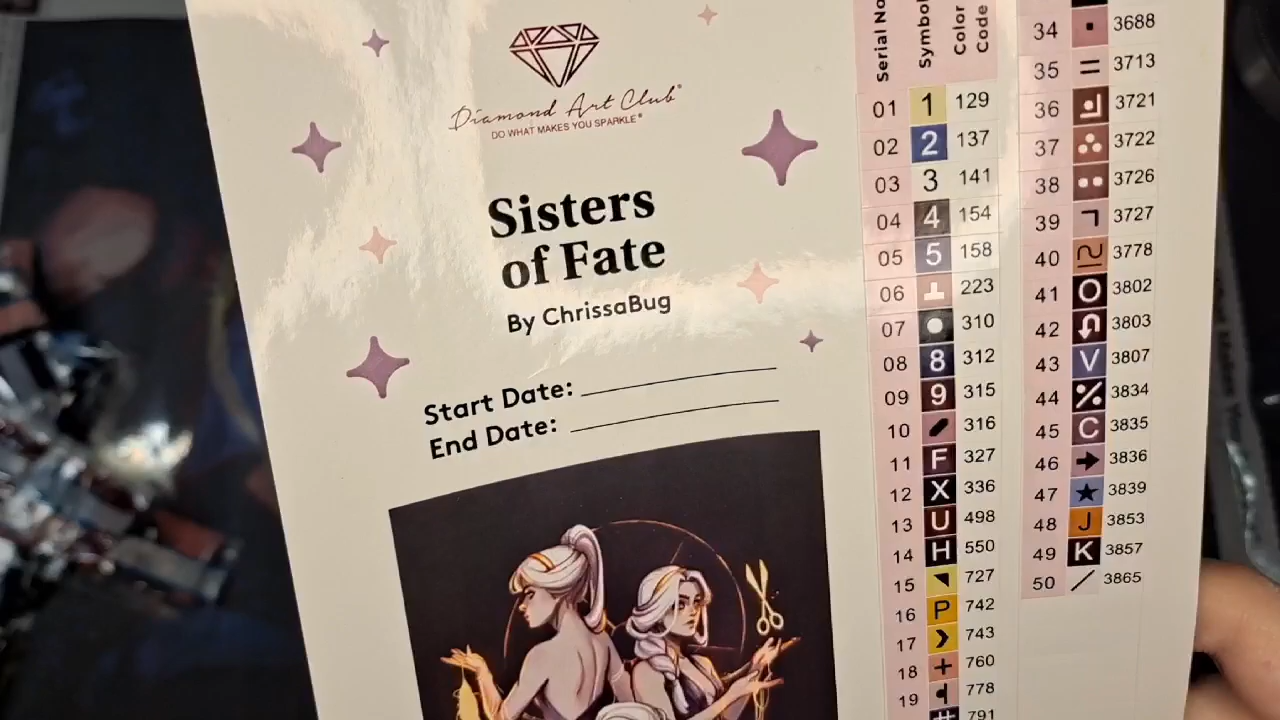 Diamond Art Club®
DO WHAT MAKES YOU SPARKLE®
Sisters
of Fate
By ChrissaBug
Start Date:
End Date:
Serial No
Symbol
Color
Code
01 1 129
02 2 137
03 3 141
04 4 154
05 5 158
06 223
07 310
08 8 312
09 9 315
10 316
11 F 327
12 X 336
13 U 498
14 H 550
15 727
16 P 742
17 743
18 + 760
19 778
# 791
34 3688
35 = 3713
36 3721
37 3722
38 3726
39 3727
40 3778
41 O 3802
42 3803
43 V 3807
44 ٪ 3834
45 C 3835
46 → 3836
47 ★ 3839
48 J 3853
49 K 3857
50 / 3865